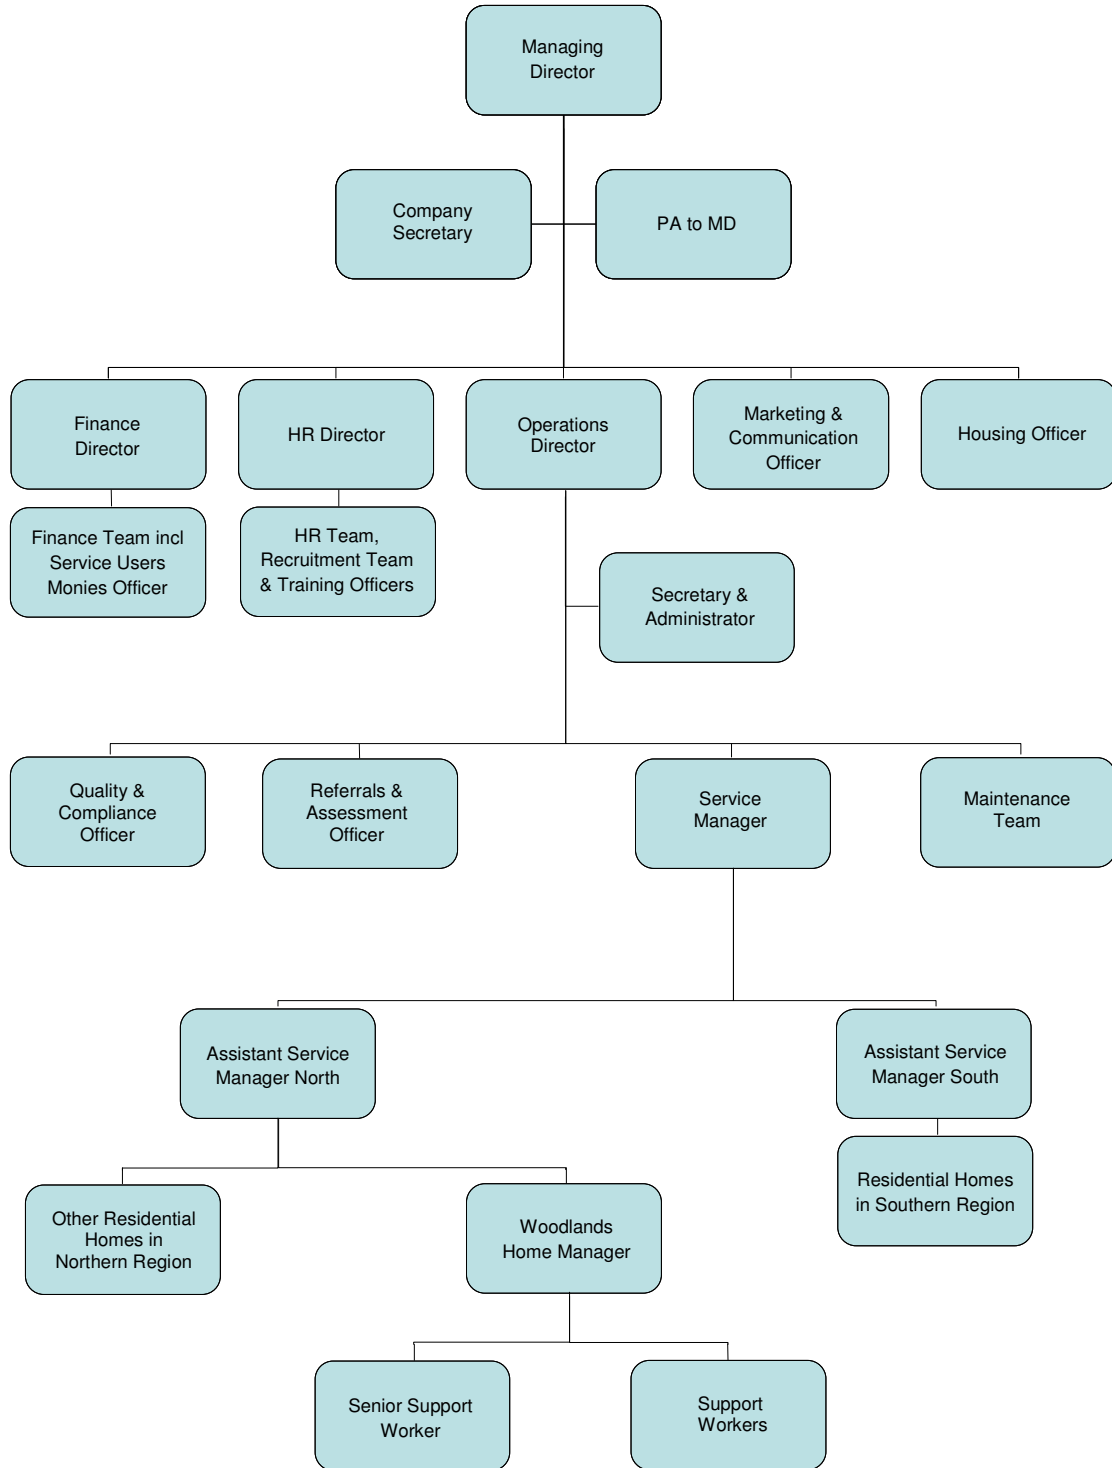 Managing
Director
Company
Secretary
PA to MD
Finance
Director
HR Director
Operations
Director
Marketing &
Communication
Officer
Housing Officer
Finance Team incl
Service Users
Monies Officer
HR Team,
Recruitment Team
& Training Officers
Secretary &
Administrator
Quality &
Compliance
Officer
Referrals &
Assessment
Officer
Service
Manager
Maintenance
Team
Assistant Service
Manager North
Assistant Service
Manager South
Other Residential
Homes in
Northern Region
Woodlands
Home Manager
Residential Homes
in Southern Region
Senior Support
Worker
Support
Workers